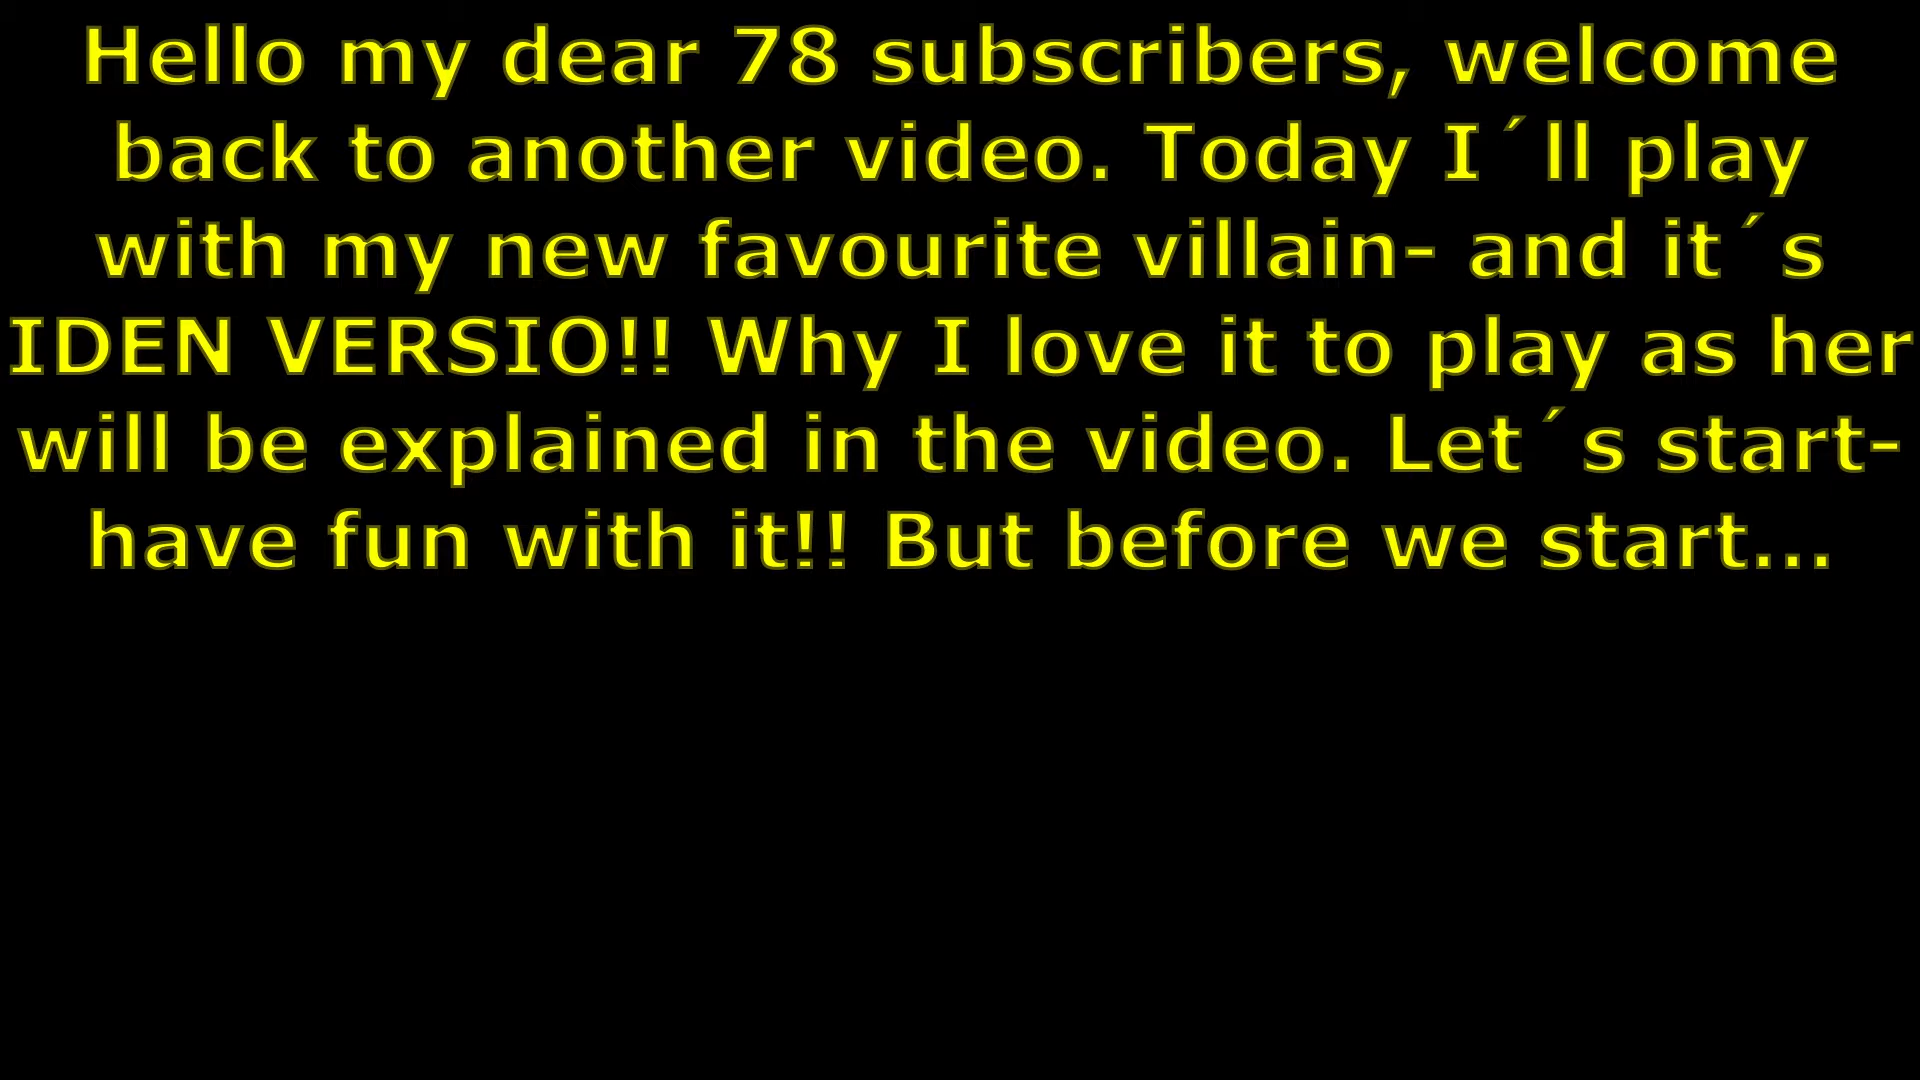 Hello my dear 78 subscribers, welcome
back to another video. Today I´ll play
with my new favourite villain- and it´s
IDEN VERSIO!! Why I love it to play as her
will be explained in the video. Let´s start-
have fun with it!! But before we start...